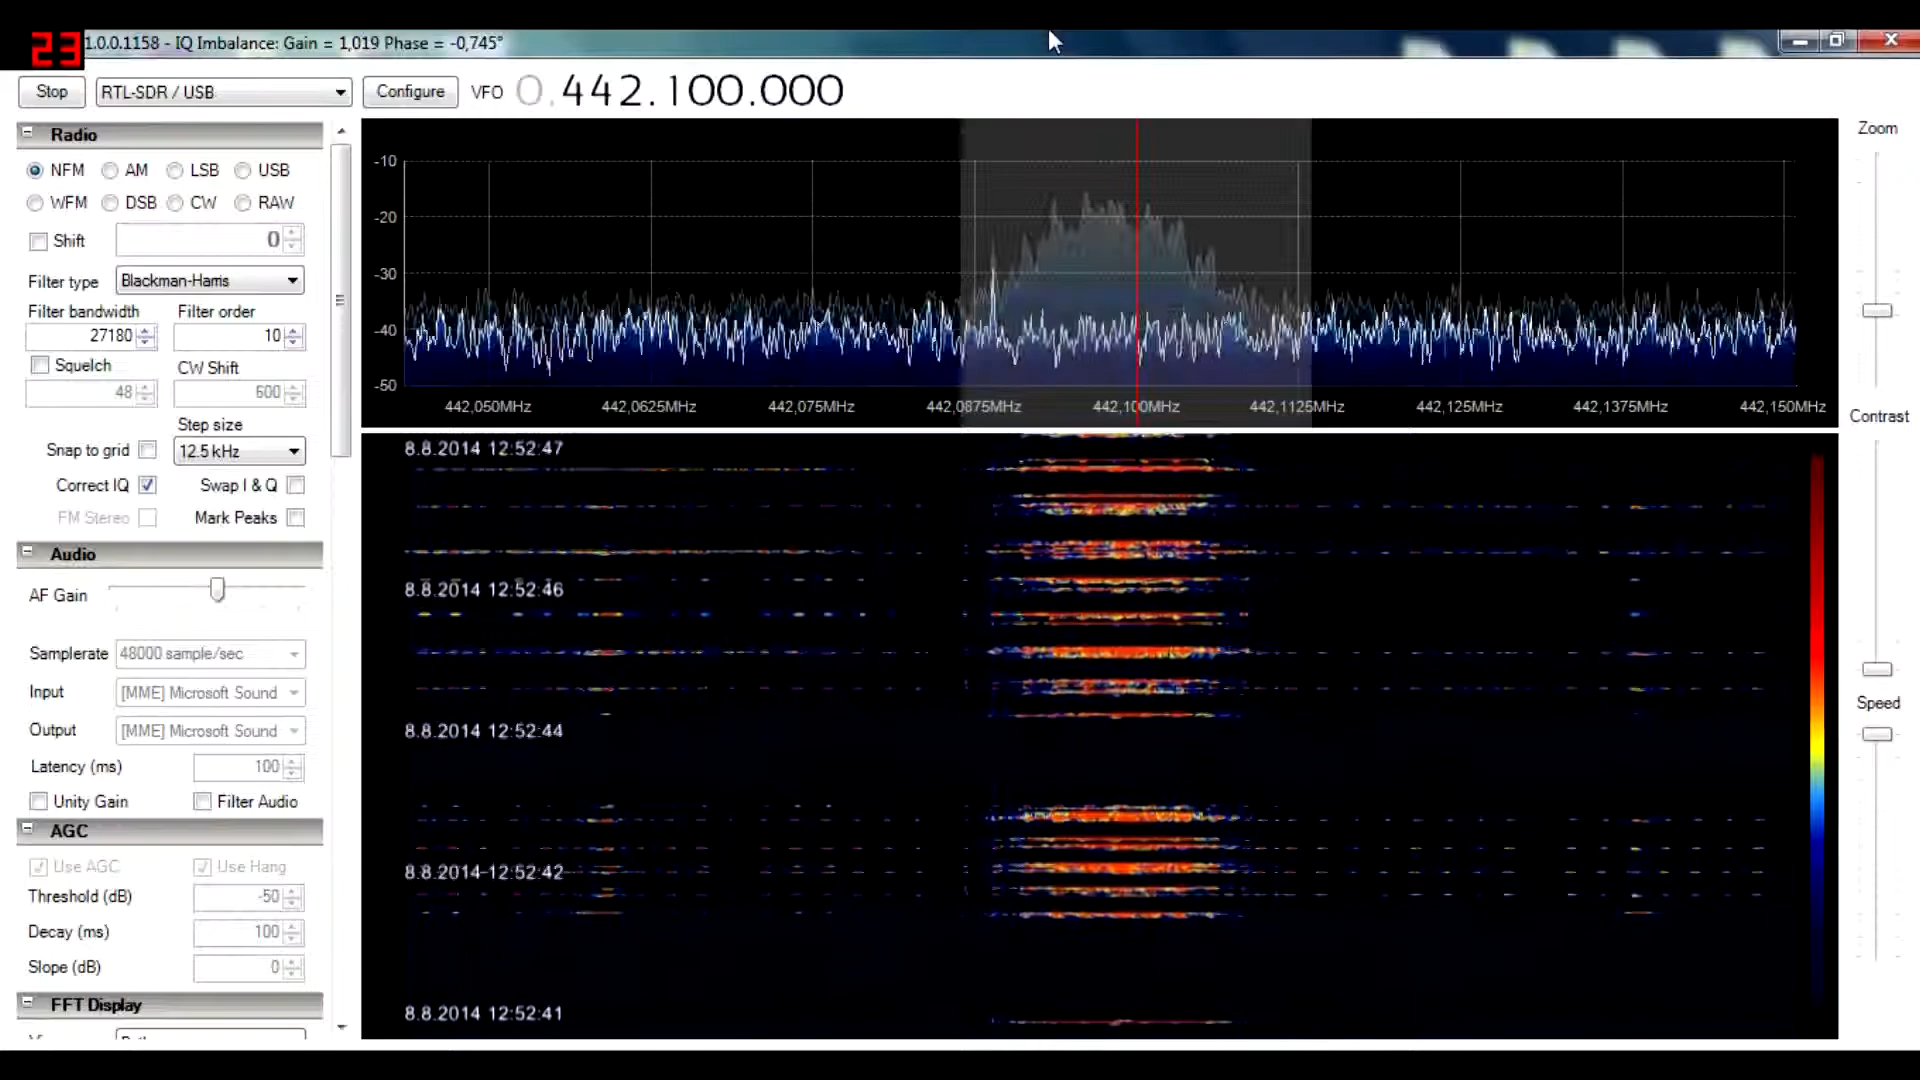 23
1.0.0.1158 - IQ Imbalance: Gain = 1,019 Phase = -0,745°
Stop RTL-SDR / USB Configure VFO 0.442.100.000
Radio
NFM AM LSB USB
WFM DSB CW RAW
Shift 0
Filter type Blackman-Harris
Filter bandwidth Filter order
27180 10
Squelch CW Shift
48 600
Step size
Snap to grid 12.5 kHz
Correct IQ Swap I & Q
FM Stereo Mark Peaks
Audio
AF Gain
Samplerate 48000 sample/sec
Input [MME] Microsoft Sound
Output [MME] Microsoft Sound
Latency (ms) 100
Unity Gain Filter Audio
AGC
Use AGC Use Hang
Threshold (dB) -50
Decay (ms) 100
Slope (dB) 0
FFT Display
-10
-20
-30
-40
-50
442,050MHz 442,0625MHz 442,075MHz 442,0875MHz 442,100MHz 442,1125MHz 442,125MHz 442,1375MHz 442,150MHz
8.8.2014 12:52:47
8.8.2014 12:52:46
8.8.2014 12:52:44
8.8.2014 12:52:42
8.8.2014 12:52:41
Zoom
Contrast
Speed